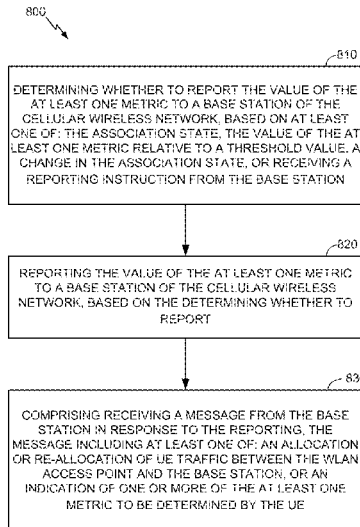 800
810
DETERMINING WHETHER TO REPORT THE VALUE OF THE
AT LEAST ONE METRIC TO A BASE STATION OF THE
CELLULAR WIRELESS NETWORK, BASED ON AT LEAST
ONE OF: THE ASSOCIATION STATE, THE VALUE OF THE AT
LEAST ONE METRIC RELATIVE TO A THRESHOLD VALUE, A
CHANGE IN THE ASSOCIATION STATE, OR RECEIVING A
REPORTING INSTRUCTION FROM THE BASE STATION
820
REPORTING THE VALUE OF THE AT LEAST ONE METRIC
TO A BASE STATION OF THE CELLULAR WIRELESS
NETWORK, BASED ON THE DETERMINING WHETHER TO
REPORT
830
COMPRISING RECEIVING A MESSAGE FROM THE BASE
STATION IN RESPONSE TO THE REPORTING, THE
MESSAGE INCLUDING AT LEAST ONE OF: AN ALLOCATION
OR RE-ALLOCATION OF UE TRAFFIC BETWEEN THE WLAN
ACCESS POINT AND THE BASE STATION, OR AN
INDICATION OF ONE OR MORE OF THE AT LEAST ONE
METRIC TO BE DETERMINED BY THE UE